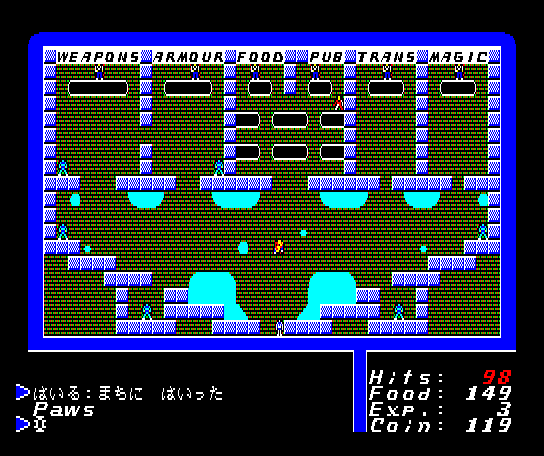 WEAPONS ARMOUR FOOD PUB TRANS MAGIC
Hits: 98
Food: 149
Exp.: 3
Coin: 119
はいる:まちに はいった
Paws